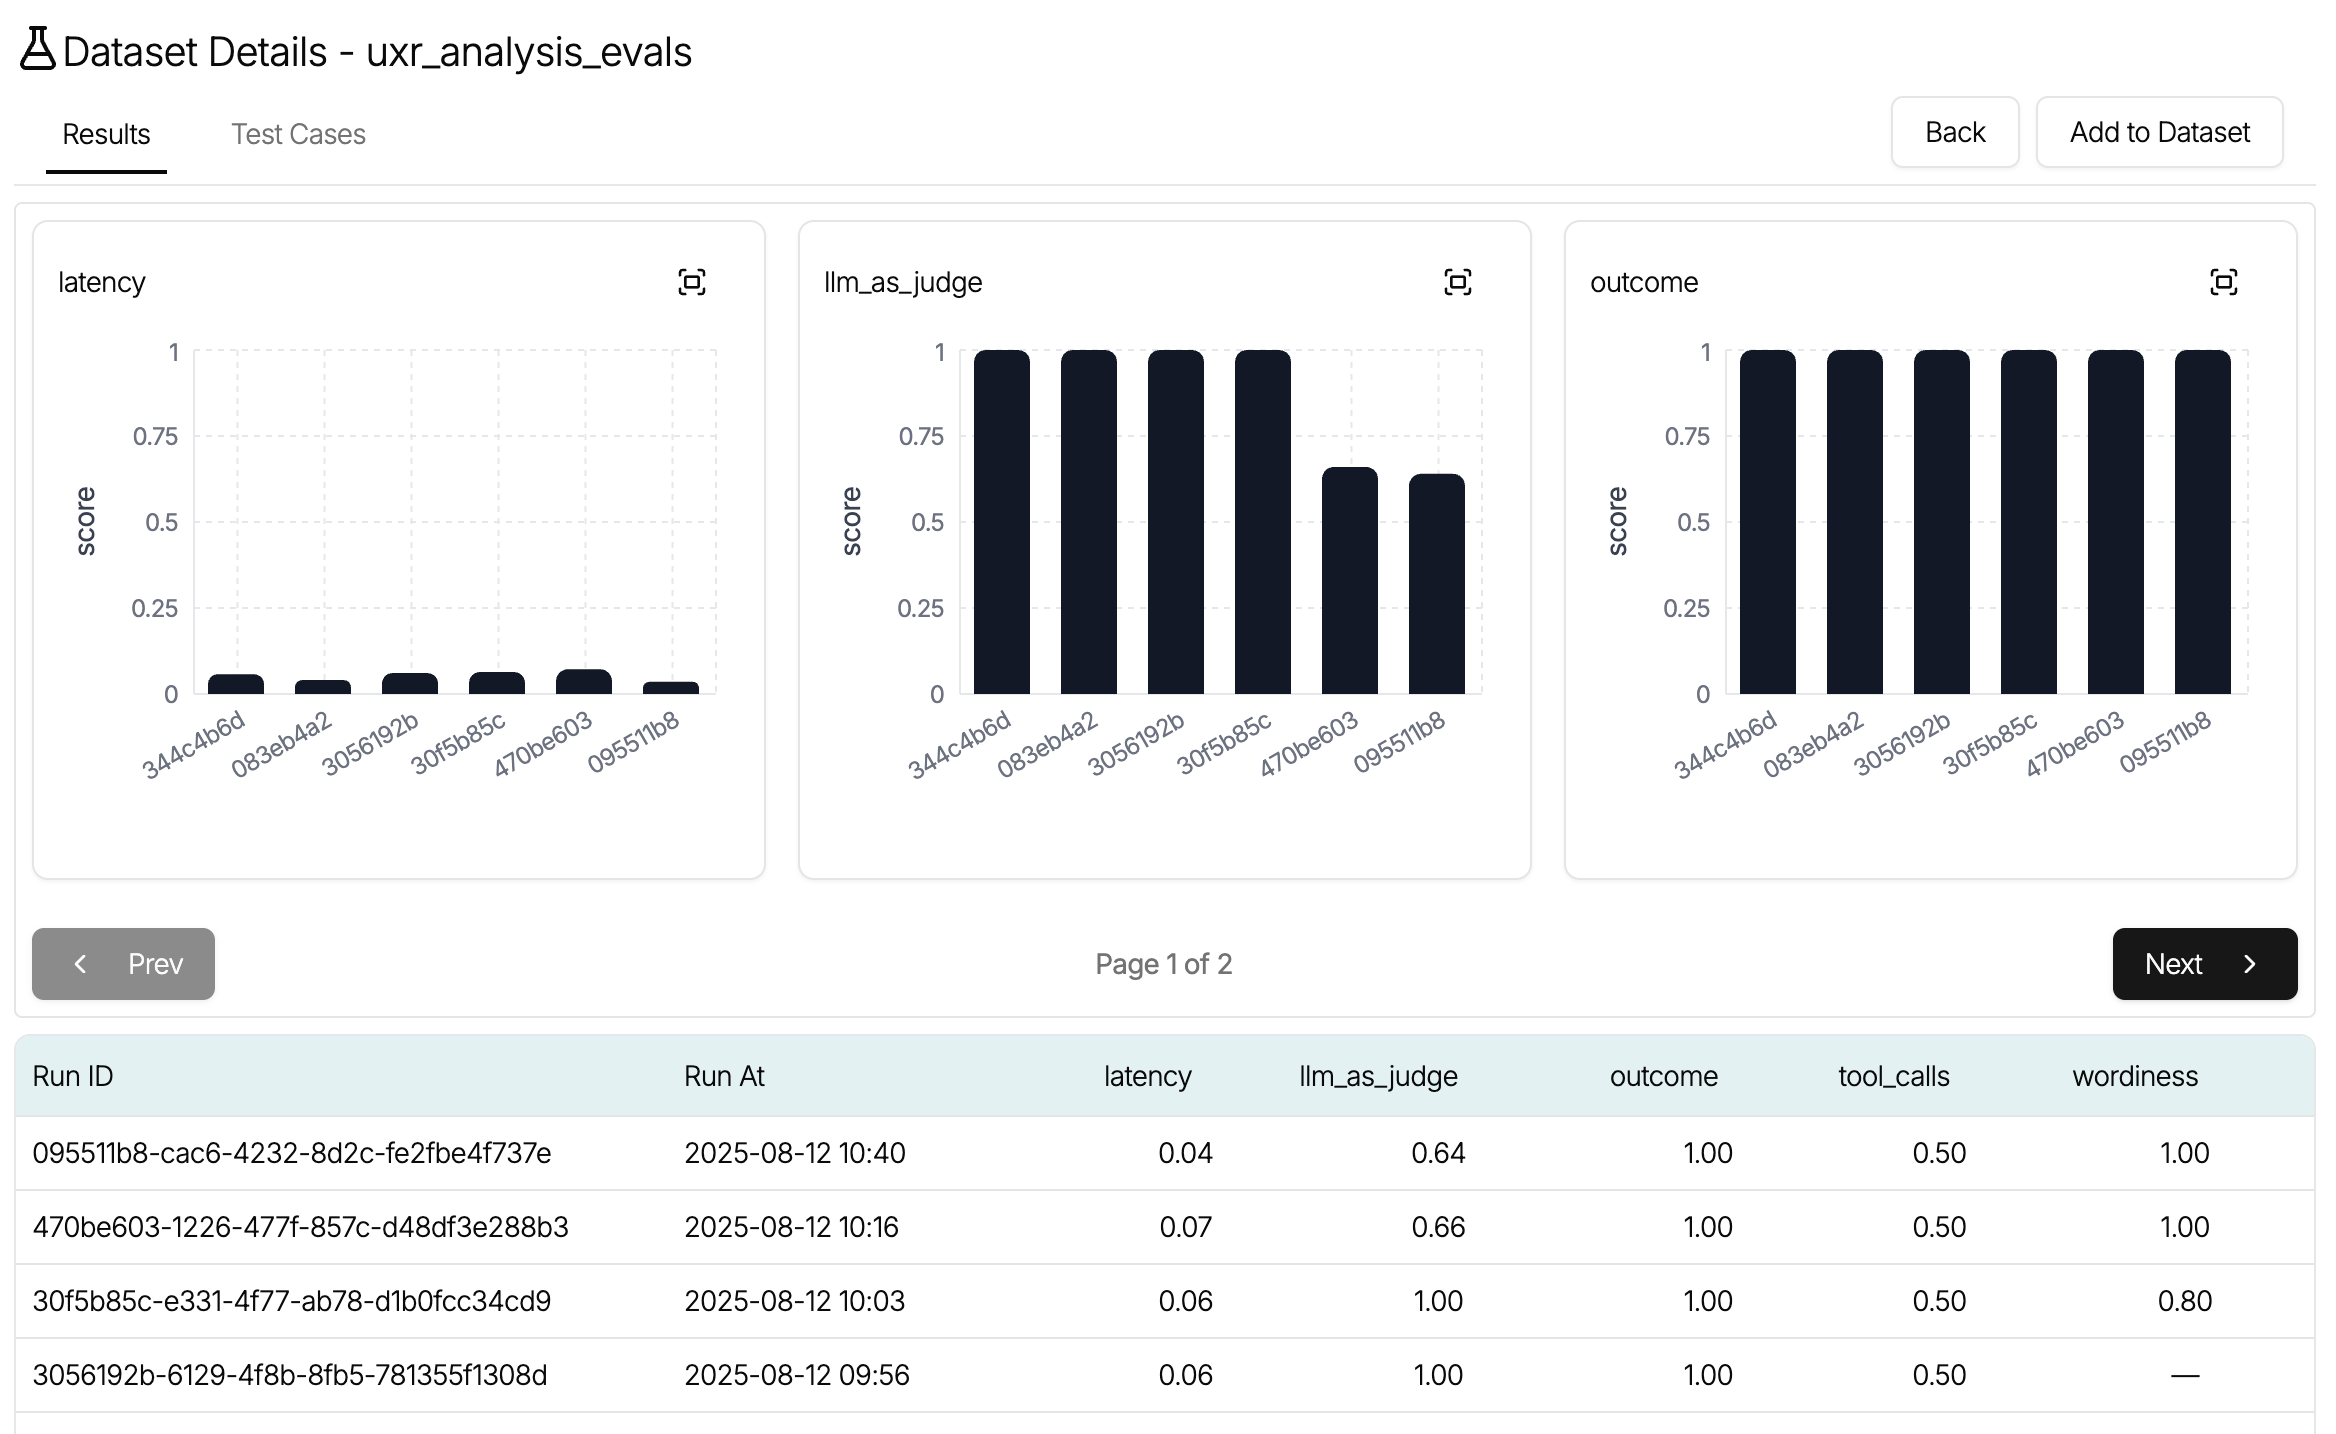 Dataset Details - uxr_analysis_evals
Results
Test Cases
Back
Add to Dataset
latency
1
0.75
0.5
0.25
0
score
344c4b6d
083eb4a2
3056192b
30f5b85c
470be603
095511b8
llm_as_judge
1
0.75
0.5
0.25
0
score
344c4b6d
083eb4a2
3056192b
30f5b85c
470be603
095511b8
outcome
1
0.75
0.5
0.25
0
score
344c4b6d
083eb4a2
3056192b
30f5b85c
470be603
095511b8
Prev
Page 1 of 2
Next
Run ID Run At latency llm_as_judge outcome tool_calls wordiness
095511b8-cac6-4232-8d2c-fe2fbe4f737e 2025-08-12 10:40 0.04 0.64 1.00 0.50 1.00
470be603-1226-477f-857c-d48df3e288b3 2025-08-12 10:16 0.07 0.66 1.00 0.50 1.00
30f5b85c-e331-4f77-ab78-d1b0fcc34cd9 2025-08-12 10:03 0.06 1.00 1.00 0.50 0.80
3056192b-6129-4f8b-8fb5-781355f1308d 2025-08-12 09:56 0.06 1.00 1.00 0.50 —